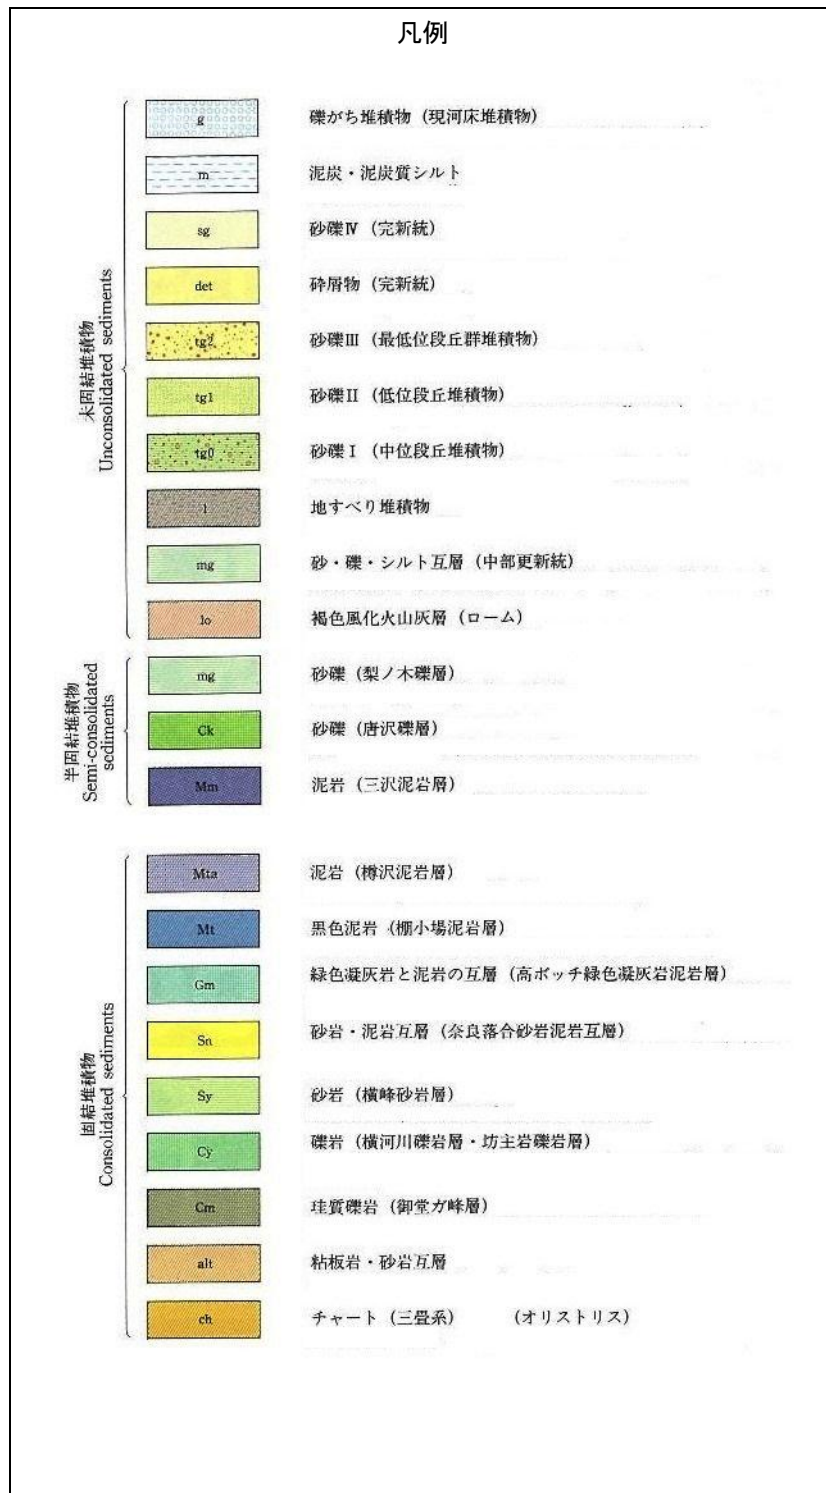 凡例
未固結堆積物
Unconsolidated sediments
g 礫がち堆積物 (現河床堆積物)
m 泥炭・泥炭質シルト
sg 砂礫Ⅳ (完新統)
det 砕屑物 (完新統)
tg2 砂礫Ⅲ (最低位段丘群堆積物)
tg1 砂礫Ⅱ (低位段丘堆積物)
tg0 砂礫Ⅰ (中位段丘堆積物)
l 地すべり堆積物
mg 砂・礫・シルト互層 (中部更新統)
lo 褐色風化火山灰層 (ローム)
半固結堆積物
Semi-consolidated
sediments
mg 砂礫 (梨ノ木礫層)
Ck 砂礫 (唐沢礫層)
Mm 泥岩 (三沢泥岩層)
固結堆積物
Consolidated sediments
Mta 泥岩 (樽沢泥岩層)
Mt 黒色泥岩 (棚小場泥岩層)
Gm 緑色凝灰岩と泥岩の互層 (高ボッチ緑色凝灰岩泥岩層)
Sn 砂岩・泥岩互層 (奈良落合砂岩泥岩互層)
Sy 砂岩 (横峰砂岩層)
Cy 礫岩 (横河川礫岩層・坊主岩礫岩層)
Cm 珪質礫岩 (御堂ガ峰層)
alt 粘板岩・砂岩互層
ch チャート (三畳系) (オリストリス)